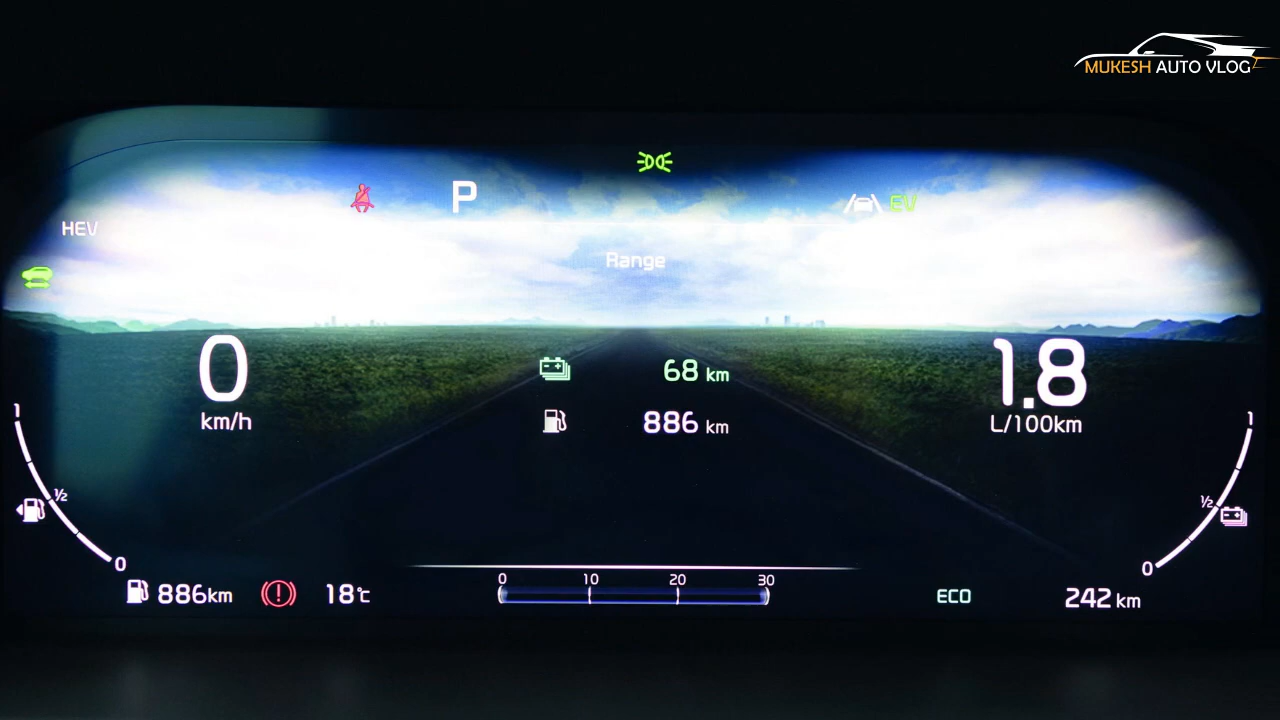 MUKESH AUTO VLOG
P
EV
HEV
Range
0
km/h
68 km
886 km
1.8
L/100km
1
½
0
1
½
0
886km
18°C
0 10 20 30
ECO
242 km